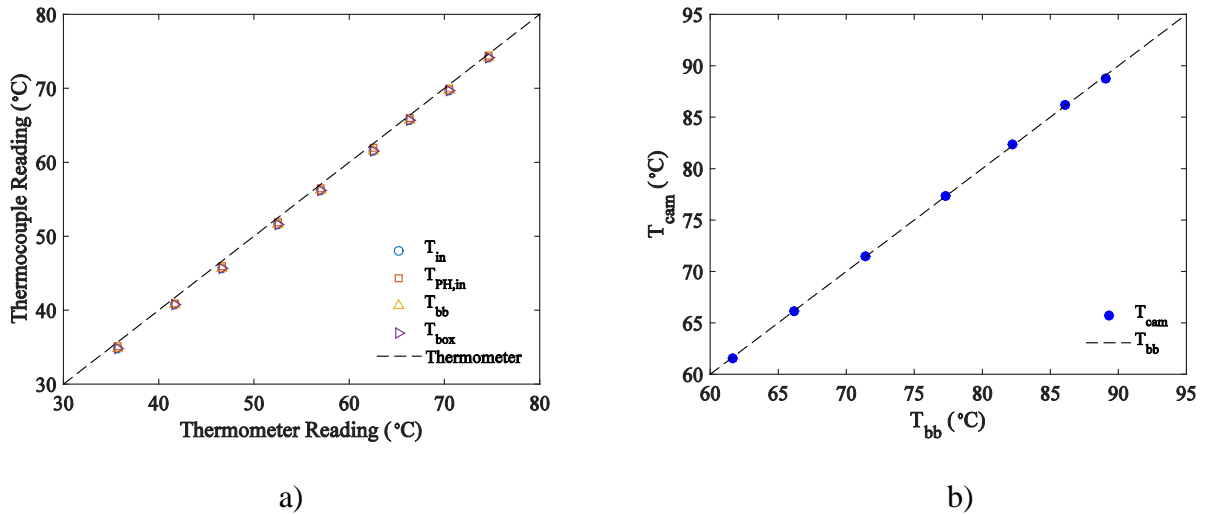 80
70
60
50
40
30
30 40 50 60 70 80
Thermocouple Reading (°C)
Thermometer Reading (°C)
T_in
T_PH,in
T_bb
T_box
Thermometer
a)
95
90
85
80
75
70
65
60
60 65 70 75 80 85 90 95
T_cam (°C)
T_bb (°C)
T_cam
T_bb
b)